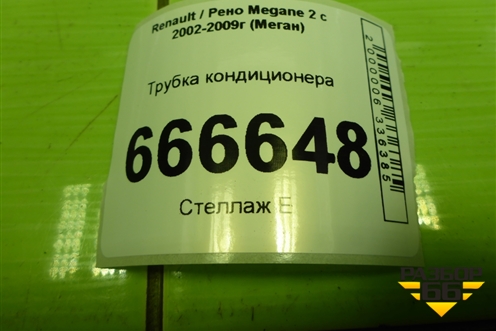 Renault / Рено Megane 2 с
2002-2009г (Меган)
Трубка кондиционера
666648
Стеллаж Е
2000006336385
РАЗБОР
66